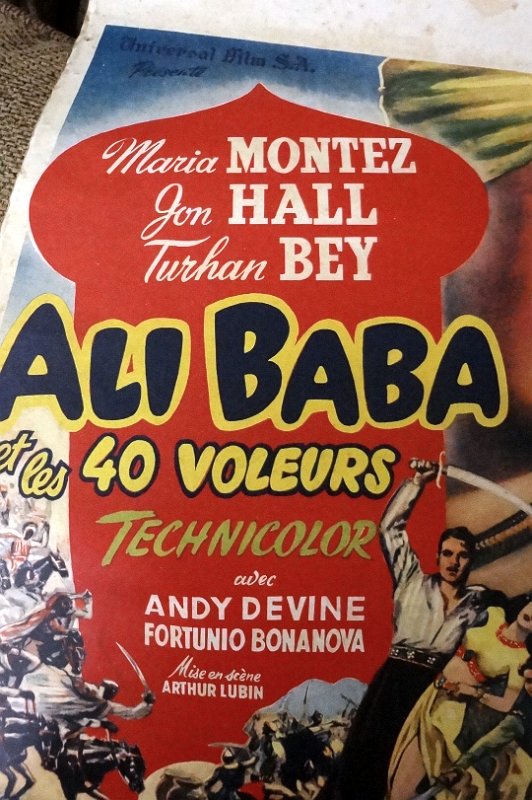 Universal Film S.A.
Présente
Maria MONTEZ
Jon HALL
Turhan BEY
ALI BABA
et les 40 VOLEURS
TECHNICOLOR
avec
ANDY DEVINE
FORTUNIO BONANOVA
Mise en scène
ARTHUR LUBIN